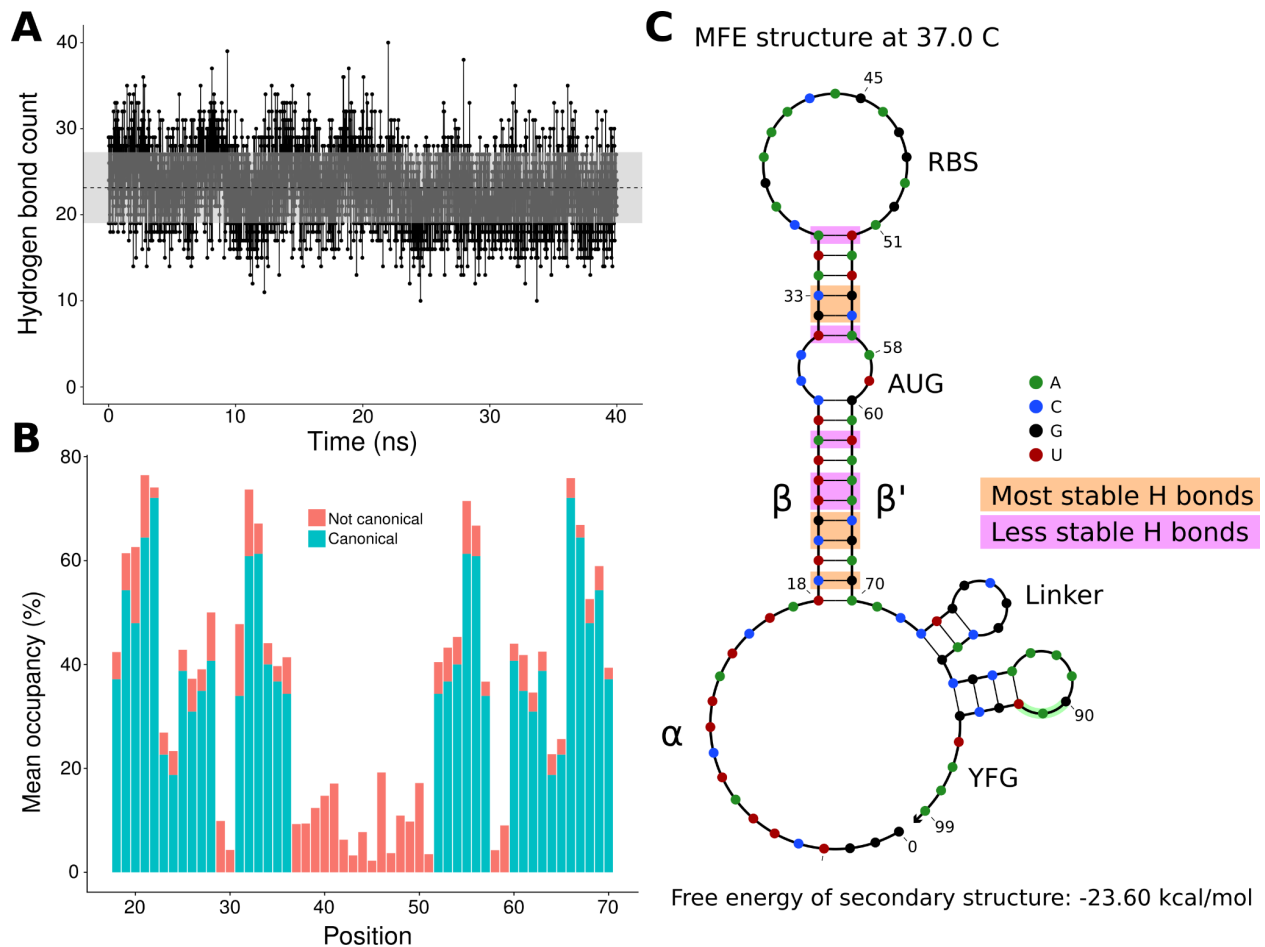 A
Hydrogen bond count
40
30
20
10
0
0 10 20 30 40
Time (ns)
B
Mean occupancy (%)
80
60
40
20
0
Not canonical
Canonical
20 30 40 50 60 70
Position
C
MFE structure at 37.0 C
45
RBS
51
33
58
AUG
60
A
C
G
U
β
β'
Most stable H bonds
Less stable H bonds
18
70
Linker
90
α
YFG
99
0
Free energy of secondary structure: -23.60 kcal/mol